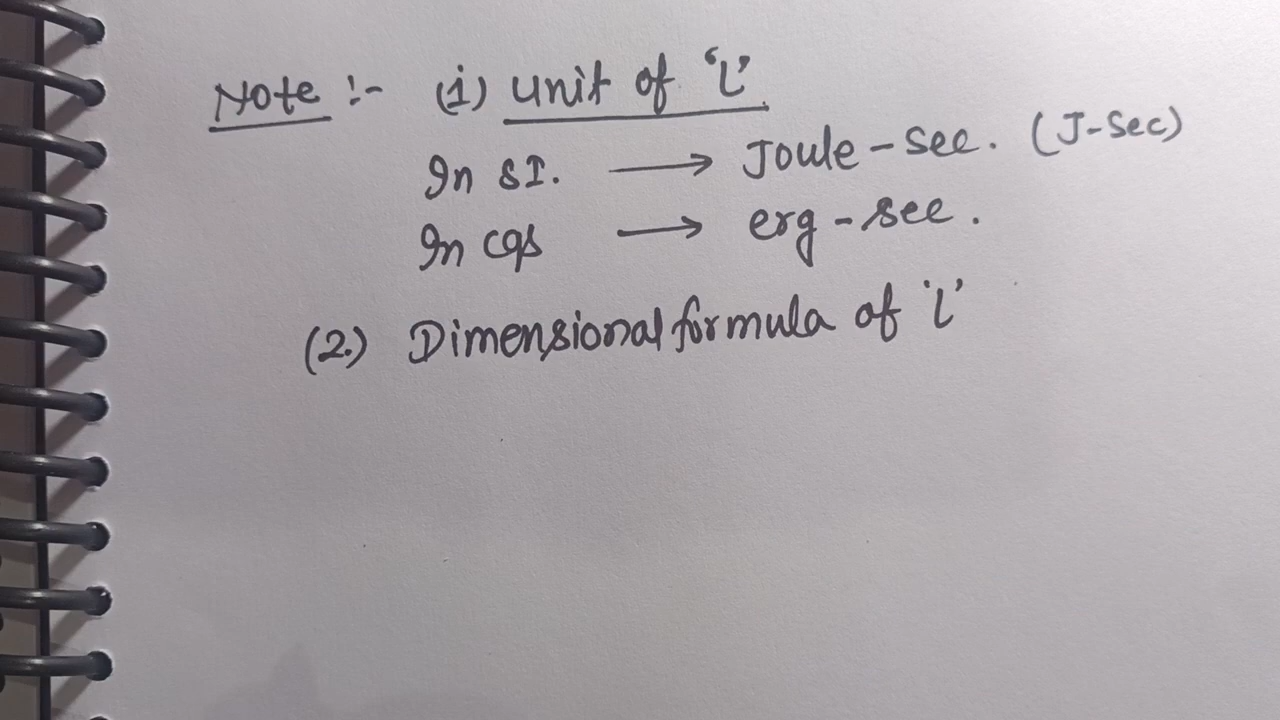 Note :- (1) unit of 'L'
In SI. → Joule-sec. (J-sec)
In cgs → erg-sec.
(2.) Dimensional formula of 'L'